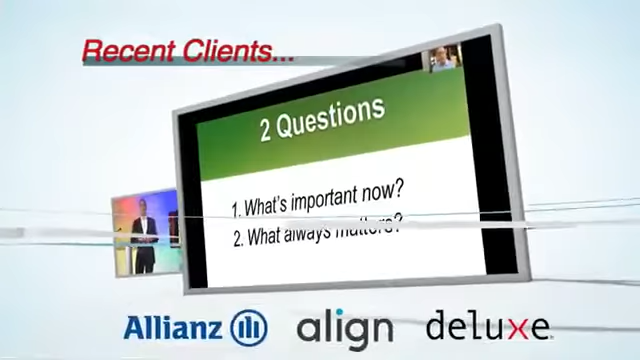 Recent Clients...
2 Questions
1. What's important now?
2. What always matters?
Allianz align deluxe.